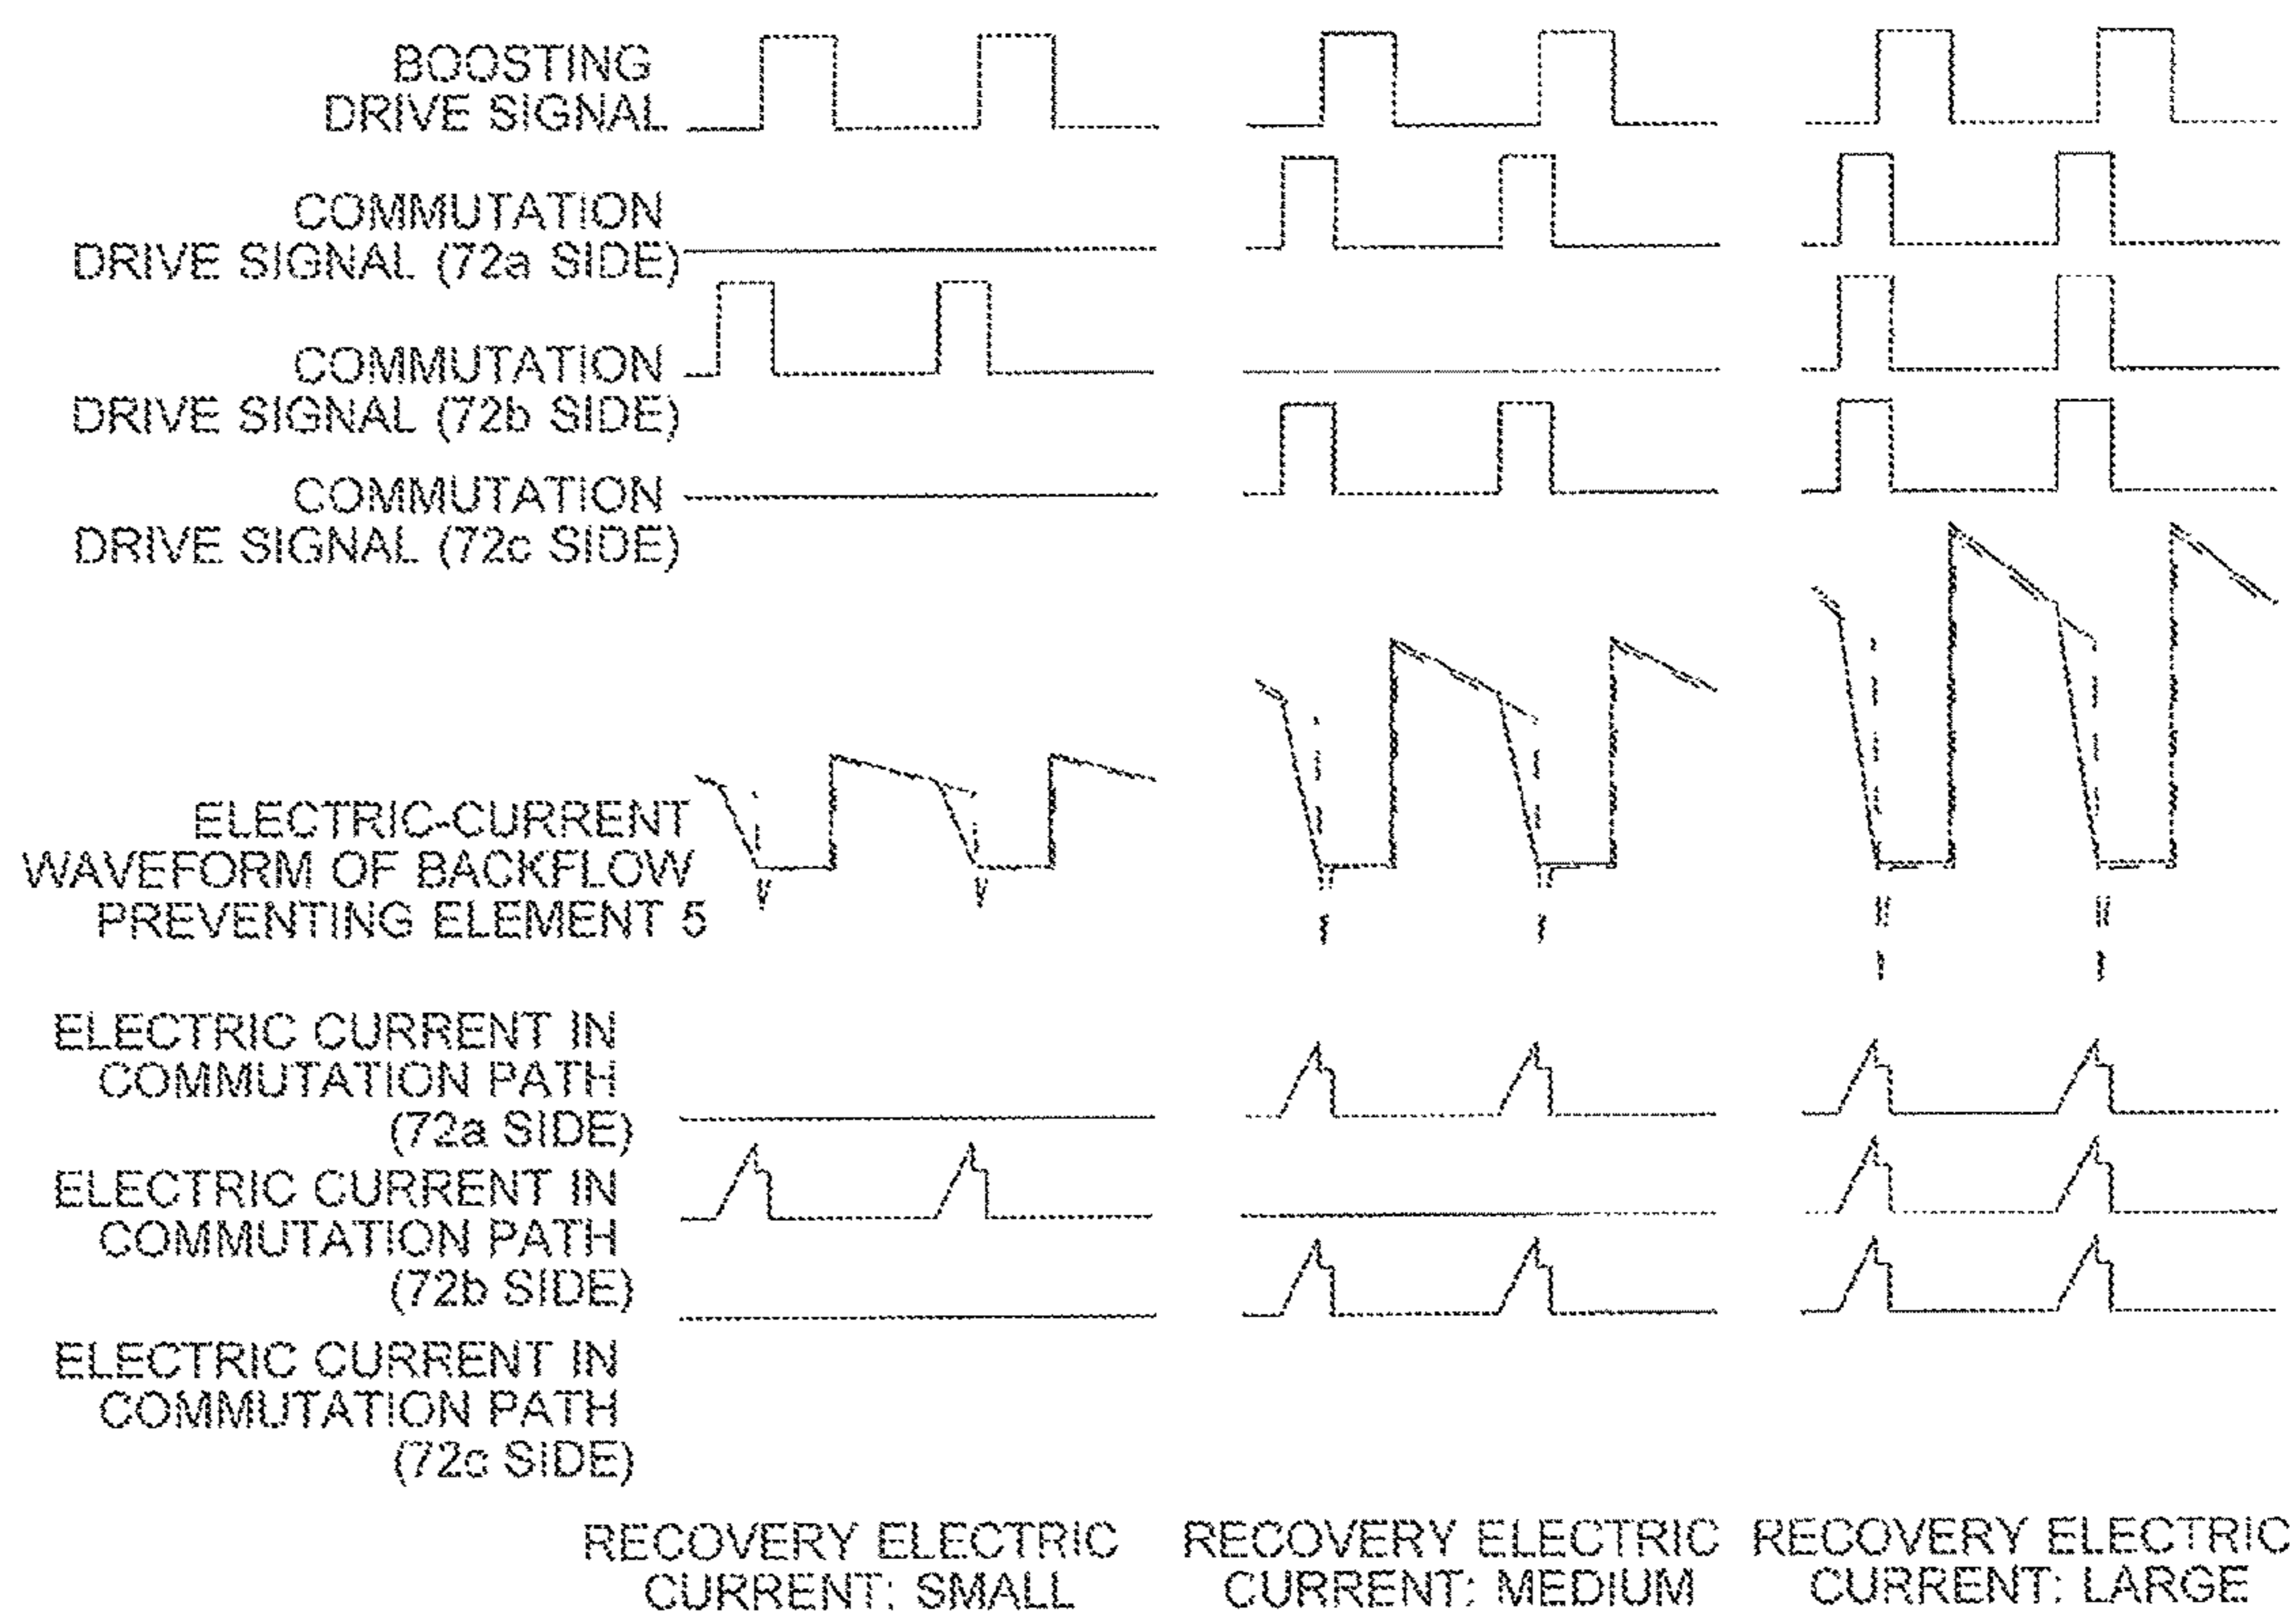 BOOSTING
DRIVE SIGNAL
COMMUTATION
DRIVE SIGNAL (72a SIDE)
COMMUTATION
DRIVE SIGNAL (72b SIDE)
COMMUTATION
DRIVE SIGNAL (72c SIDE)
ELECTRIC-CURRENT
WAVEFORM OF BACKFLOW
PREVENTING ELEMENT 5
ELECTRIC CURRENT IN
COMMUTATION PATH
(72a SIDE)
ELECTRIC CURRENT IN
COMMUTATION PATH
(72b SIDE)
ELECTRIC CURRENT IN
COMMUTATION PATH
(72c SIDE)
RECOVERY ELECTRIC
CURRENT: SMALL
RECOVERY ELECTRIC
CURRENT: MEDIUM
RECOVERY ELECTRIC
CURRENT: LARGE